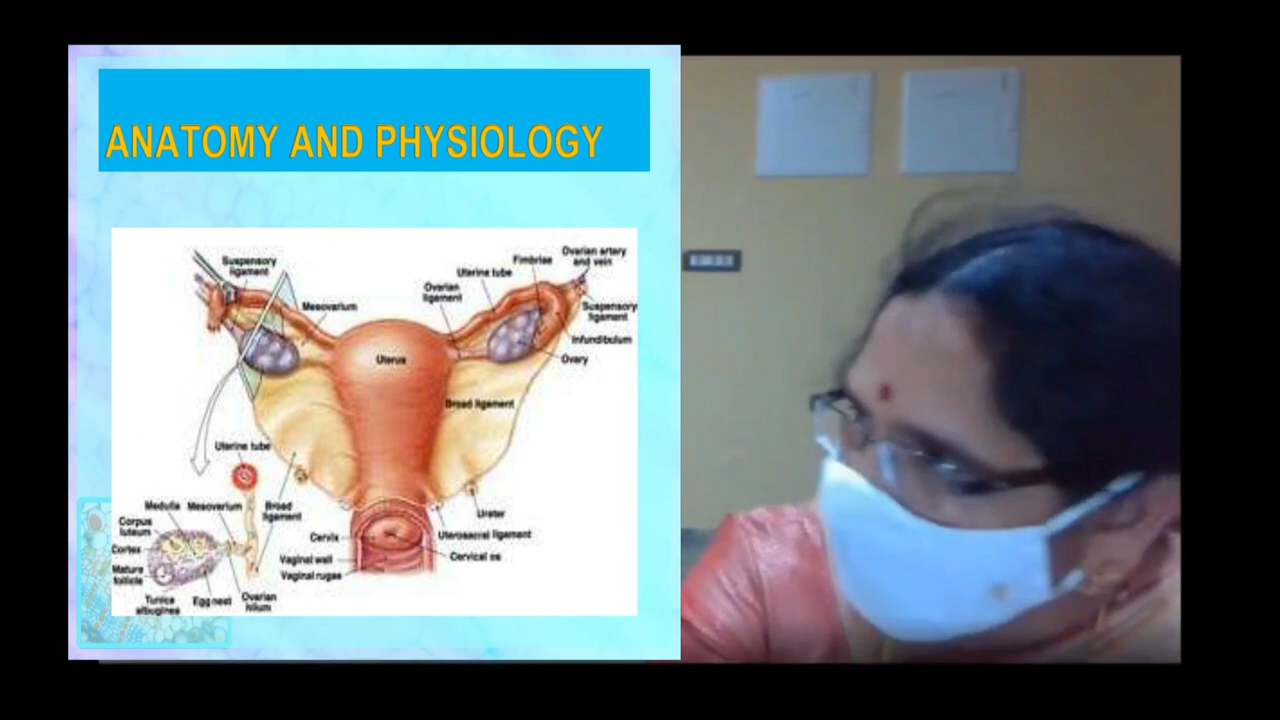 ANATOMY AND PHYSIOLOGY
Suspensory
ligament
Mesovarium
Ovarian
ligament
Uterine tube
Fimbriae
Ovarian artery
and vein
Suspensory
ligament
Infundibulum
Ovary
Uterus
Broad ligament
Uterine tube
Medulla
Mesovarium
Broad
ligament
Corpus
luteum
Cortex
Mature
follicle
Tunica
albuginea
Egg nest
Ovarian
hilum
Cervix
Vaginal wall
Vaginal rugae
Ureter
Uterosacral ligament
Cervical os